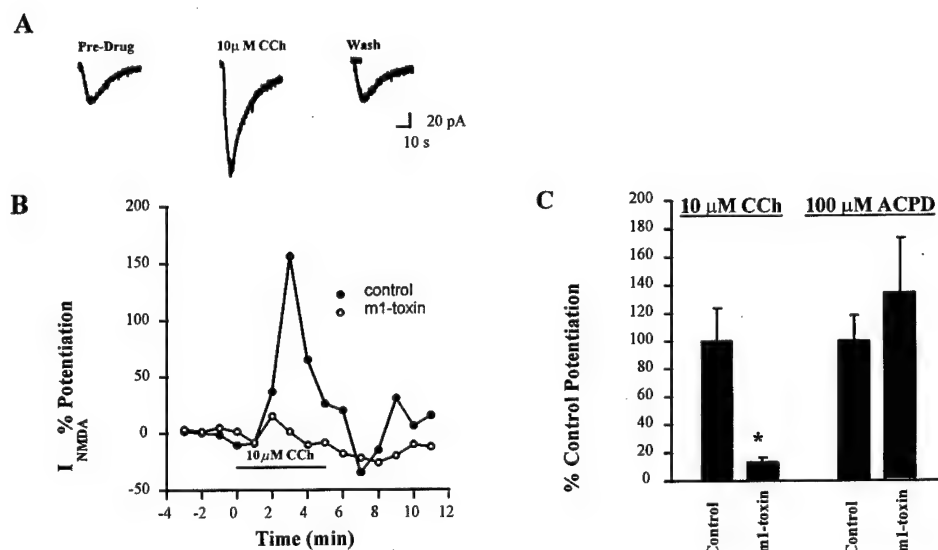 A
Pre-Drug
10μ M CCh
Wash
20 pA
10 s
B
200
150
100
50
0
-50
I NMDA % Potentiation
control
m1-toxin
10μM CCh
-4 -2 0 2 4 6 8 10 12
Time (min)
C
10 μM CCh 100 μM ACPD
200
180
160
140
120
100
80
60
40
20
0
% Control Potentiation
*
Control
m1-toxin
Control
m1-toxin